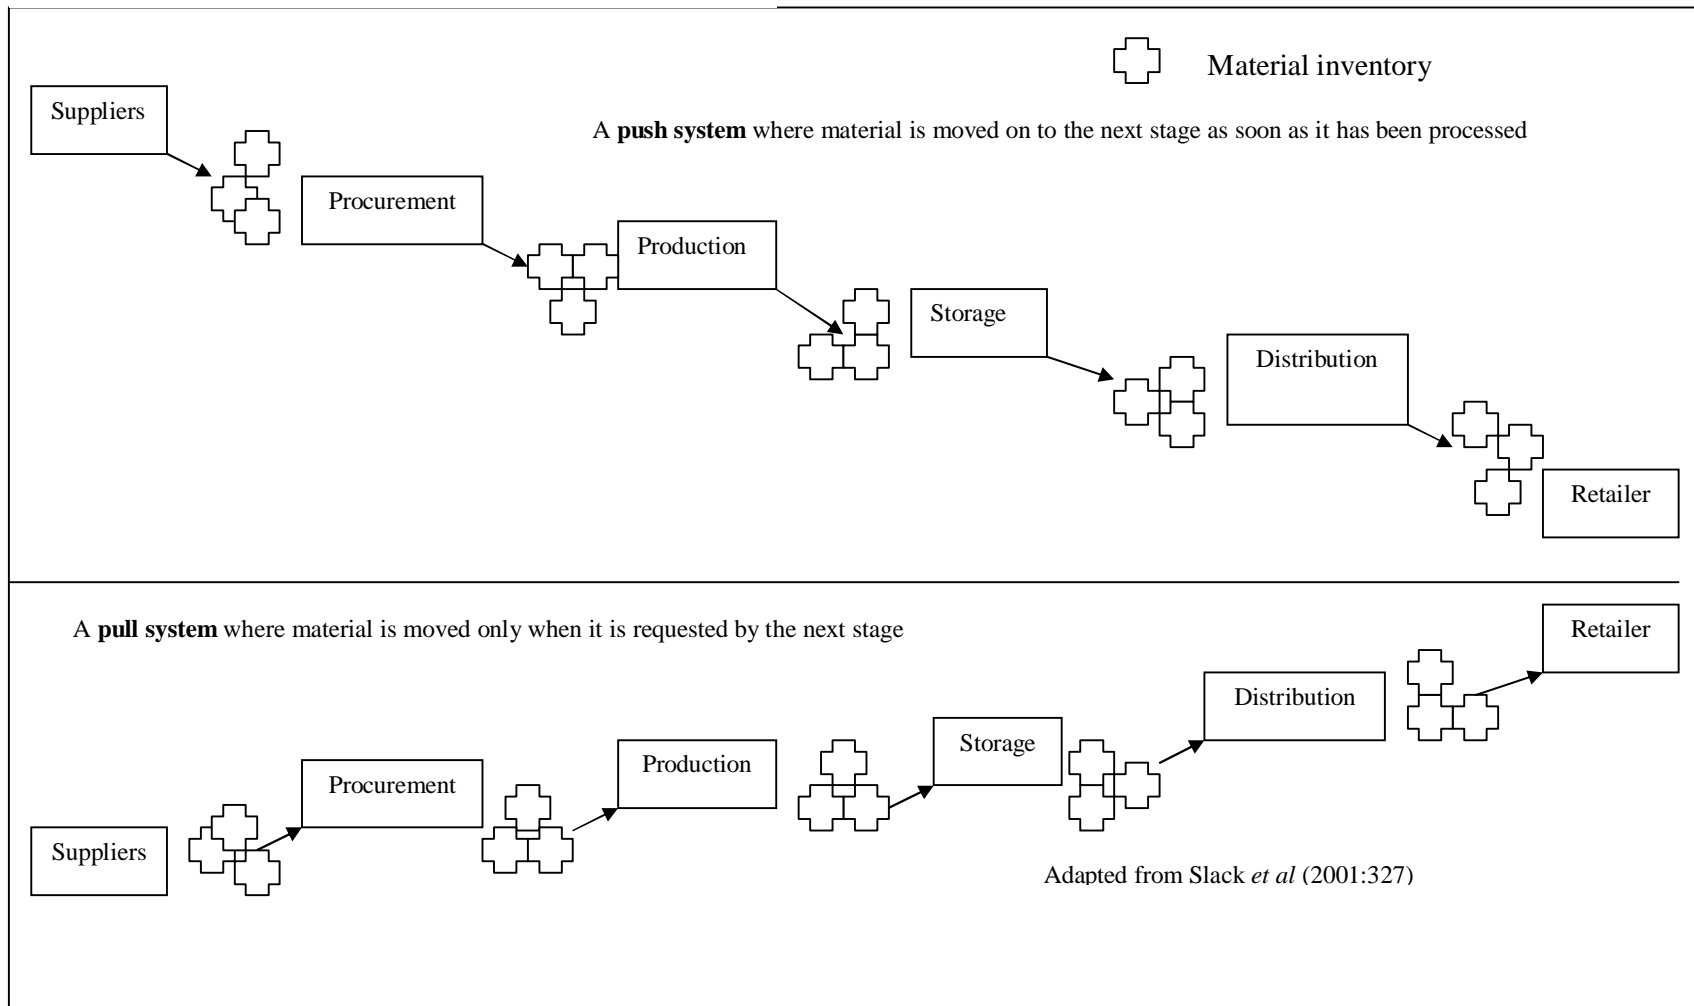 Material inventory
Suppliers
A push system where material is moved on to the next stage as soon as it has been processed
Procurement
Production
Storage
Distribution
Retailer
A pull system where material is moved only when it is requested by the next stage
Retailer
Distribution
Storage
Production
Procurement
Suppliers
Adapted from Slack et al (2001:327)